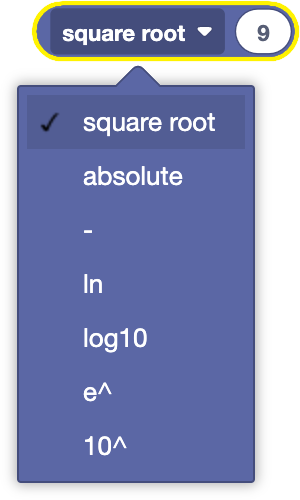 square root 9
square root
absolute
-
ln
log10
e^
10^